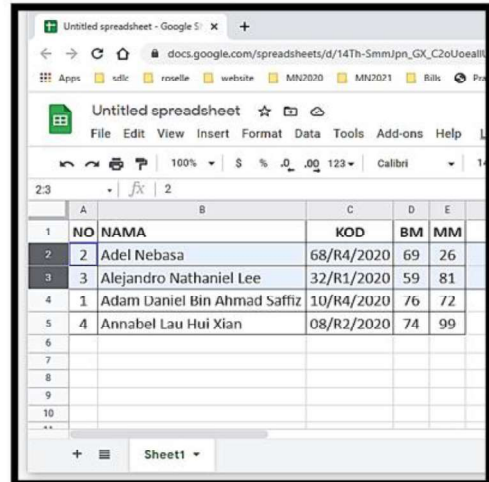 Untitled spreadsheet - Google S
docs.google.com/spreadsheets/d/14Th-SmmJpn_GX_C2oUoeallU
Apps sdlc roselle website MN2020 MN2021 Bills Pra
Untitled spreadsheet
File Edit View Insert Format Data Tools Add-ons Help
100% $ % .0 .00 123 Calibri
2:3 fx 2
A B C D E
1 NO NAMA KOD BM MM
2 2 Adel Nebasa 68/R4/2020 69 26
3 3 Alejandro Nathaniel Lee 32/R1/2020 59 81
4 1 Adam Daniel Bin Ahmad Saffiz 10/R4/2020 76 72
5 4 Annabel Lau Hui Xian 08/R2/2020 74 99
6
7
8
9
10
+ Sheet1